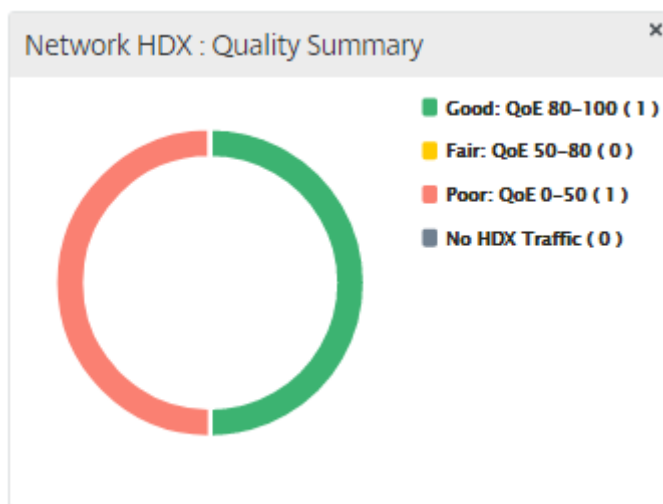 Network HDX : Quality Summary
×
Good: QoE 80–100 ( 1 )
Fair: QoE 50–80 ( 0 )
Poor: QoE 0–50 ( 1 )
No HDX Traffic ( 0 )